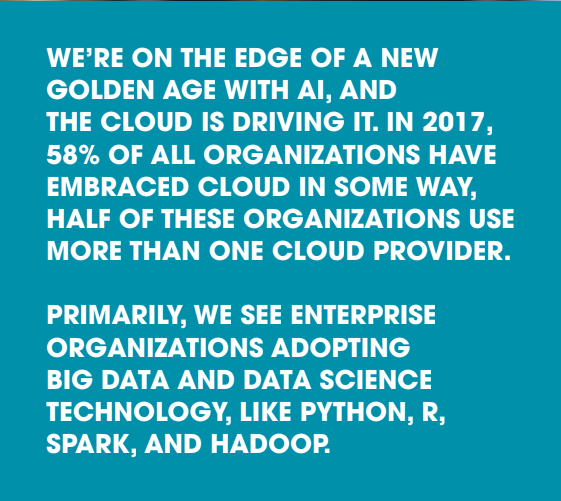 WE'RE ON THE EDGE OF A NEW
GOLDEN AGE WITH AI, AND
THE CLOUD IS DRIVING IT. IN 2017,
58% OF ALL ORGANIZATIONS HAVE
EMBRACED CLOUD IN SOME WAY,
HALF OF THESE ORGANIZATIONS USE
MORE THAN ONE CLOUD PROVIDER.
PRIMARILY, WE SEE ENTERPRISE
ORGANIZATIONS ADOPTING
BIG DATA AND DATA SCIENCE
TECHNOLOGY, LIKE PYTHON, R,
SPARK, AND HADOOP.